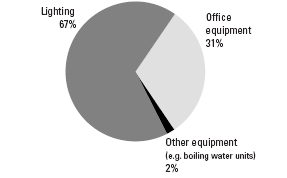 Lighting
67%
Office
equipment
31%
Other equipment
(e.g. boiling water units)
2%